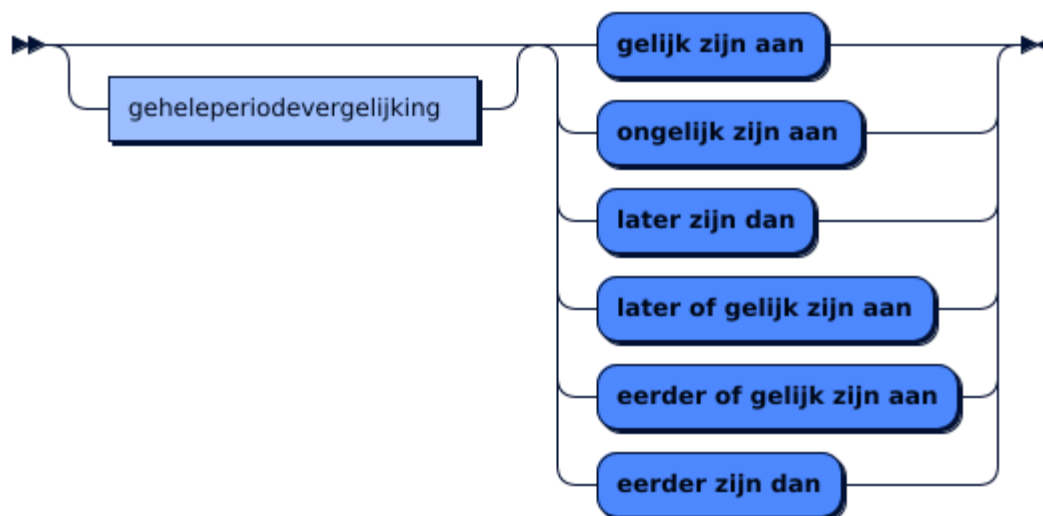 gelijk zijn aan
geheleperiodevergelijking
ongelijk zijn aan
later zijn dan
later of gelijk zijn aan
eerder of gelijk zijn aan
eerder zijn dan